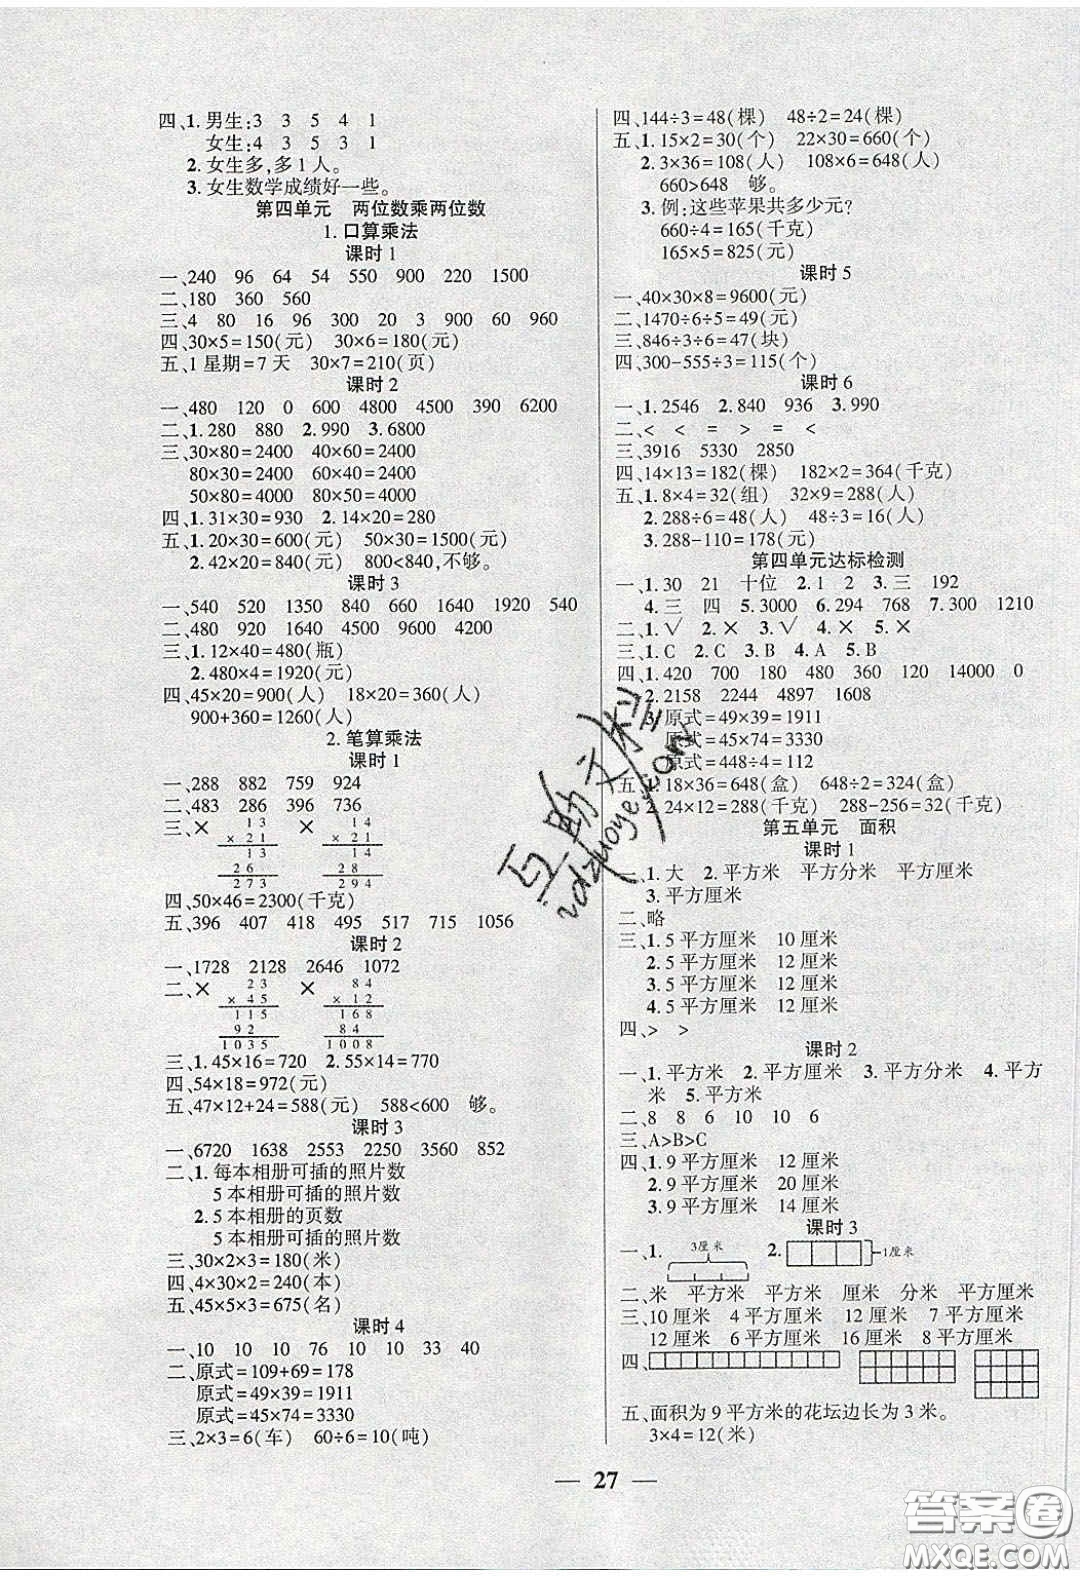 四、1. 男生:3 3 5 4 1
女生:4 3 5 3 1
2. 女生多,多 1 人。
3. 女生数学成绩好一些。
第四单元 两位数乘两位数
1. 口算乘法
课时 1
一、240 96 64 54 550 900 220 1500
二、180 360 560
三、4 80 16 96 300 20 3 900 60 960
四、30×5=150(元) 30×6=180(元)
五、1 星期=7 天 30×7=210(页)
课时 2
一、480 120 0 600 4800 4500 390 6200
二、1. 280 880 2. 990 3. 6800
三、30×80=2400 40×60=2400
80×30=2400 60×40=2400
50×80=4000 80×50=4000
四、1. 31×30=930 2. 14×20=280
五、1. 20×30=600(元) 50×30=1500(元)
2. 42×20=840(元) 800<840,不够。
课时 3
一、540 520 1350 840 660 1640 1920 540
二、480 920 1640 4500 9600 4200
三、1. 12×40=480(瓶)
2. 480×4=1920(元)
四、45×20=900(人) 18×20=360(人)
900+360=1260(人)
2. 笔算乘法
课时 1
一、288 882 759 924
二、483 286 396 736
三、× 13 × 14
× 21 × 21
13 14
26 28
273 294
四、50×46=2300(千克)
五、396 407 418 495 517 715 1056
课时 2
一、1728 2128 2646 1072
二、× 23 × 84
× 45 × 12
115 168
92 84
1035 1008
三、1. 45×16=720 2. 55×14=770
四、54×18=972(元)
五、47×12+24=588(元) 588<600 够。
课时 3
一、6720 1638 2553 2250 3560 852
二、1. 每本相册可插的照片数
5 本相册可插的照片数
2. 5 本相册的页数
5 本相册可插的照片数
三、30×2×3=180(米)
四、4×30×2=240(本)
五、45×5×3=675(名)
课时 4
一、10 10 10 76 10 10 33 40
二、原式=109+69=178
原式=49×39=1911
原式=45×74=3330
三、2×3=6(车) 60÷6=10(吨)
四、144÷3=48(棵) 48÷2=24(棵)
五、1. 15×2=30(个) 22×30=660(个)
2. 3×36=108(人) 108×6=648(人)
660>648 够。
3. 例:这些苹果共多少元?
660÷4=165(千克)
165×5=825(元)
课时 5
一、40×30×8=9600(元)
二、1470÷6÷5=49(元)
三、846÷3÷6=47(块)
四、300-555÷3=115(个)
课时 6
一、1. 2546 2. 840 936 3. 990
二、< < = > = <
三、3916 5330 2850
四、14×13=182(棵) 182×2=364(千克)
五、1. 8×4=32(组) 32×9=288(人)
2. 288÷6=48(人) 48÷3=16(人)
3. 288-110=178(元)
第四单元达标检测
一、1. 30 21 十位 2. 1 2 3. 三 192
4. 三 四 5. 3000 6. 294 768 7. 300 1210
二、1. √ 2. × 3. √ 4. × 5. ×
三、1. C 2. C 3. B 4. A 5. B
四、1. 420 700 180 480 360 120 14000 0
2. 2158 2244 4897 1608
3. 原式=49×39=1911
原式=45×74=3330
原式=448÷4=112
五、1. 18×36=648(盒) 648÷2=324(盒)
2. 24×12=288(千克) 288-256=32(千克)
第五单元 面积
课时 1
一、1. 大 2. 平方厘米 平方分米 平方厘米
3. 平方厘米
二、略
三、1. 5 平方厘米 10 厘米
2. 5 平方厘米 12 厘米
3. 5 平方厘米 12 厘米
4. 5 平方厘米 12 厘米
四、> >
课时 2
一、1. 平方米 2. 平方厘米 3. 平方分米 4. 平方
米 5. 平方米
二、8 8 6 10 10 6
三、A>B>C
四、1. 9 平方厘米 12 厘米
2. 9 平方厘米 20 厘米
3. 9 平方厘米 14 厘米
课时 3
一、1. 3厘米 2. 1厘米
二、米 平方米 平方米 厘米 分米 平方厘米
三、10 厘米 4 平方厘米 12 厘米 7 平方厘米
12 厘米 6 平方厘米 16 厘米 8 平方厘米
四、
五、面积为 9 平方米的花坛边长为 3 米。
3×4=12(米)
互助文档
idzuoye.com
27
答案圈
MXQE.COM